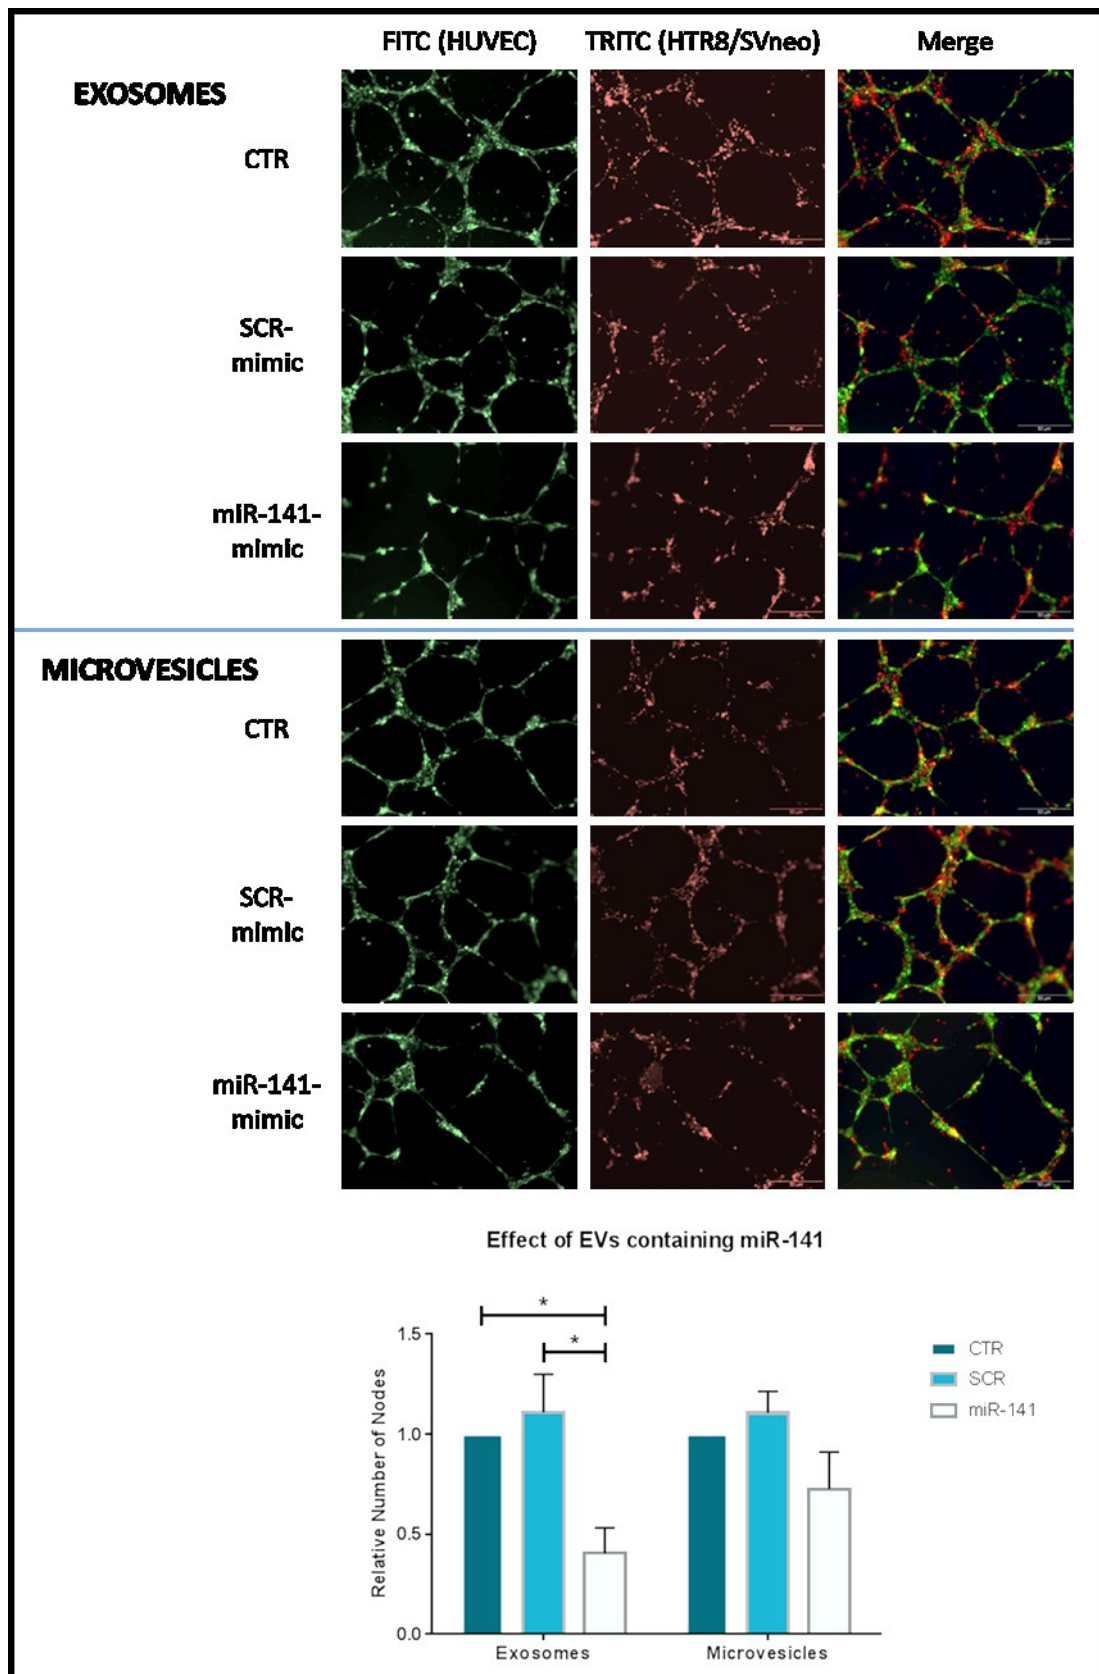 FITC (HUVEC) TRITC (HTR8/SVneo) Merge
EXOSOMES
CTR
SCR-
mimic
miR-141-
mimic
MICROVESICLES
CTR
SCR-
mimic
miR-141-
mimic
Effect of EVs containing miR-141
*
*
1.5
1.0
0.5
0.0
Relative Number of Nodes
Exosomes Microvesicles
CTR
SCR
miR-141